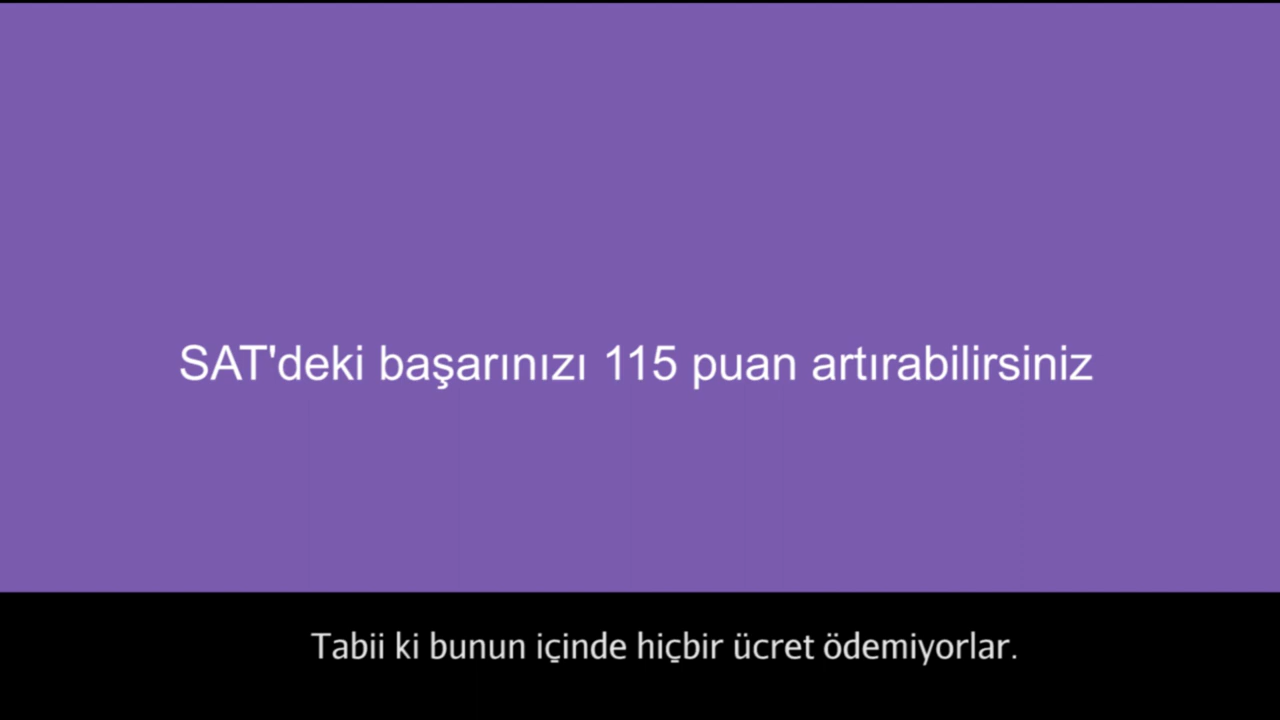 SAT'deki başarınızı 115 puan artırabilirsiniz
Tabii ki bunun içinde hiçbir ücret ödemiyorlar.